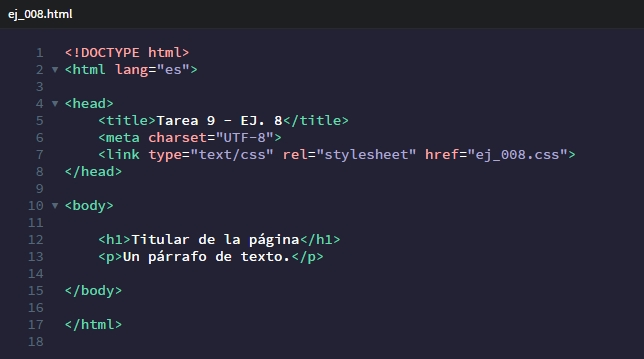 ej_008.html
1 <!DOCTYPE html>
2 <html lang="es">
3
4 <head>
5 <title>Tarea 9 - EJ. 8</title>
6 <meta charset="UTF-8">
7 <link type="text/css" rel="stylesheet" href="ej_008.css">
8 </head>
9
10 <body>
11
12 <h1>Titular de la página</h1>
13 <p>Un párrafo de texto.</p>
14
15 </body>
16
17 </html>
18